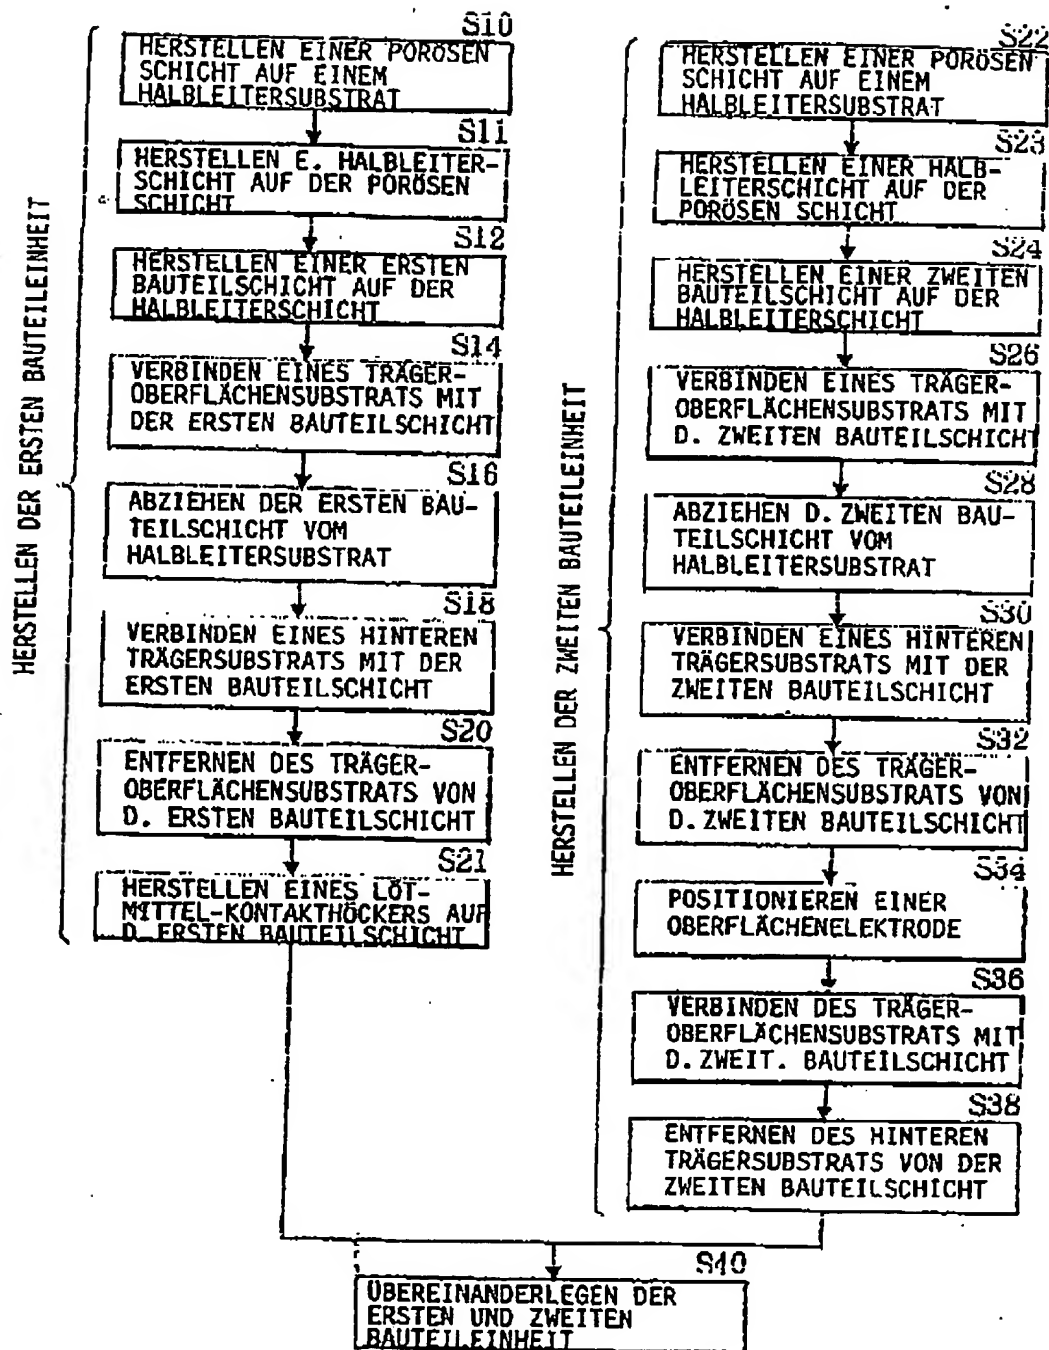 HERSTELLEN DER ERSTEN BAUTEILEINHEIT
S10
HERSTELLEN EINER PORÖSEN
SCHICHT AUF EINEM
HALBLEITERSUBSTRAT
S11
HERSTELLEN E. HALBLEITER-
SCHICHT AUF DER PORÖSEN
SCHICHT
S12
HERSTELLEN EINER ERSTEN
BAUTEILSCHICHT AUF DER
HALBLEITERSCHICHT
S14
VERBINDEN EINES TRÄGER-
OBERFLÄCHENSUBSTRATS MIT
DER ERSTEN BAUTEILSCHICHT
S16
ABZIEHEN DER ERSTEN BAU-
TEILSCHICHT VOM
HALBLEITERSUBSTRAT
S18
VERBINDEN EINES HINTEREN
TRÄGERSUBSTRATS MIT DER
ERSTEN BAUTEILSCHICHT
S20
ENTFERNEN DES TRÄGER-
OBERFLÄCHENSUBSTRATS VON
D. ERSTEN BAUTEILSCHICHT
S21
HERSTELLEN EINES LÖT-
MITTEL-KONTAKTHÖCKERS AUF
D. ERSTEN BAUTEILSCHICHT
HERSTELLEN DER ZWEITEN BAUTEILEINHEIT
S22
HERSTELLEN EINER PORÖSEN
SCHICHT AUF EINEM
HALBLEITERSUBSTRAT
S23
HERSTELLEN EINER HALB-
LEITERSCHICHT AUF DER
PORÖSEN SCHICHT
S24
HERSTELLEN EINER ZWEITEN
BAUTEILSCHICHT AUF DER
HALBLEITERSCHICHT
S26
VERBINDEN EINES TRÄGER-
OBERFLÄCHENSUBSTRATS MIT
D. ZWEITEN BAUTEILSCHICHT
S28
ABZIEHEN D. ZWEITEN BAU-
TEILSCHICHT VOM
HALBLEITERSUBSTRAT
S30
VERBINDEN EINES HINTEREN
TRÄGERSUBSTRATS MIT DER
ZWEITEN BAUTEILSCHICHT
S32
ENTFERNEN DES TRÄGER-
OBERFLÄCHENSUBSTRATS VON
D. ZWEITEN BAUTEILSCHICHT
S34
POSITIONIEREN EINER
OBERFLÄCHENELEKTRODE
S36
VERBINDEN DES TRÄGER-
OBERFLÄCHENSUBSTRATS MIT
D. ZWEIT. BAUTEILSCHICHT
S38
ENTFERNEN DES HINTEREN
TRÄGERSUBSTRATS VON DER
ZWEITEN BAUTEILSCHICHT
S40
ÜBEREINANDERLEGEN DER
ERSTEN UND ZWEITEN
BAUTEILEINHEIT